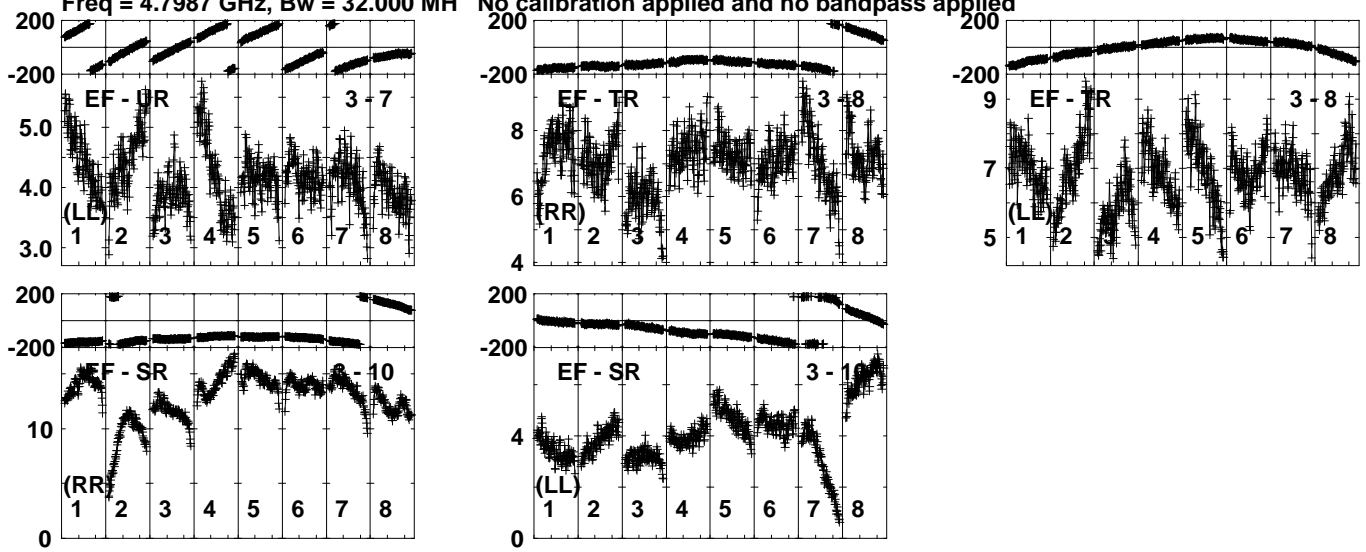 Freq = 4.7987 GHz, Bw = 32.000 MH No calibration applied and no bandpass applied
200
-200
EF - UR 3 - 7
5.0
4.0
3.0
(LL)
1 2 3 4 5 6 7 8
200
-200
EF - TR 3 - 8
8
6
4
(RR)
1 2 3 4 5 6 7 8
200
-200
EF - TR 3 - 8
9
7
5
(LL)
1 2 3 4 5 6 7 8
200
-200
EF - SR 3 - 10
10
0
(RR)
1 2 3 4 5 6 7 8
200
-200
EF - SR 3 - 10
4
(LL)
1 2 3 4 5 6 7 8